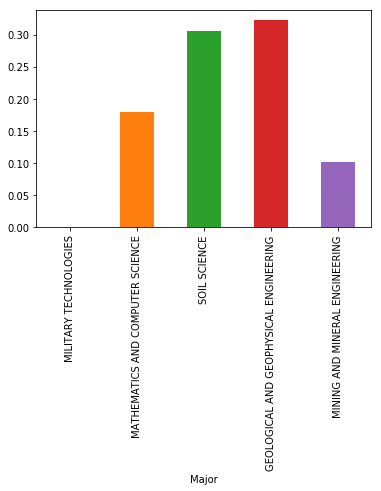 0.30
0.25
0.20
0.15
0.10
0.05
0.00
MILITARY TECHNOLOGIES
MATHEMATICS AND COMPUTER SCIENCE
SOIL SCIENCE
GEOLOGICAL AND GEOPHYSICAL ENGINEERING
MINING AND MINERAL ENGINEERING
Major